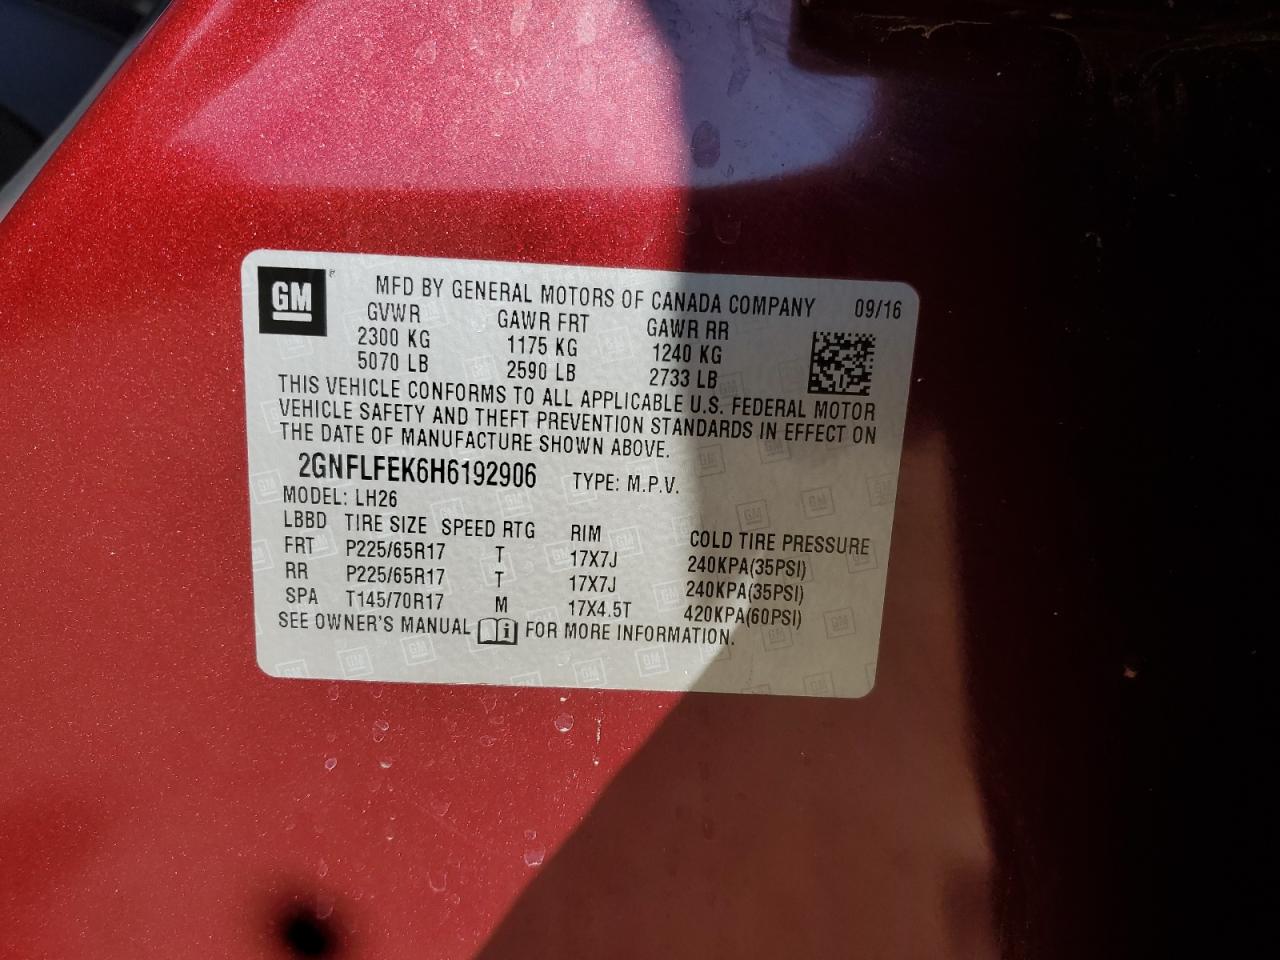 GM MFD BY GENERAL MOTORS OF CANADA COMPANY 09/16
GVWR GAWR FRT GAWR RR
2300 KG 1175 KG 1240 KG
5070 LB 2590 LB 2733 LB
THIS VEHICLE CONFORMS TO ALL APPLICABLE U.S. FEDERAL MOTOR
VEHICLE SAFETY AND THEFT PREVENTION STANDARDS IN EFFECT ON
THE DATE OF MANUFACTURE SHOWN ABOVE.
2GNFLFEK6H6192906 TYPE: M.P.V.
MODEL: LH26
LBBD TIRE SIZE SPEED RTG RIM COLD TIRE PRESSURE
FRT P225/65R17 T 17X7J 240KPA(35PSI)
RR P225/65R17 T 17X7J 240KPA(35PSI)
SPA T145/70R17 M 17X4.5T 420KPA(60PSI)
SEE OWNER'S MANUAL i FOR MORE INFORMATION.